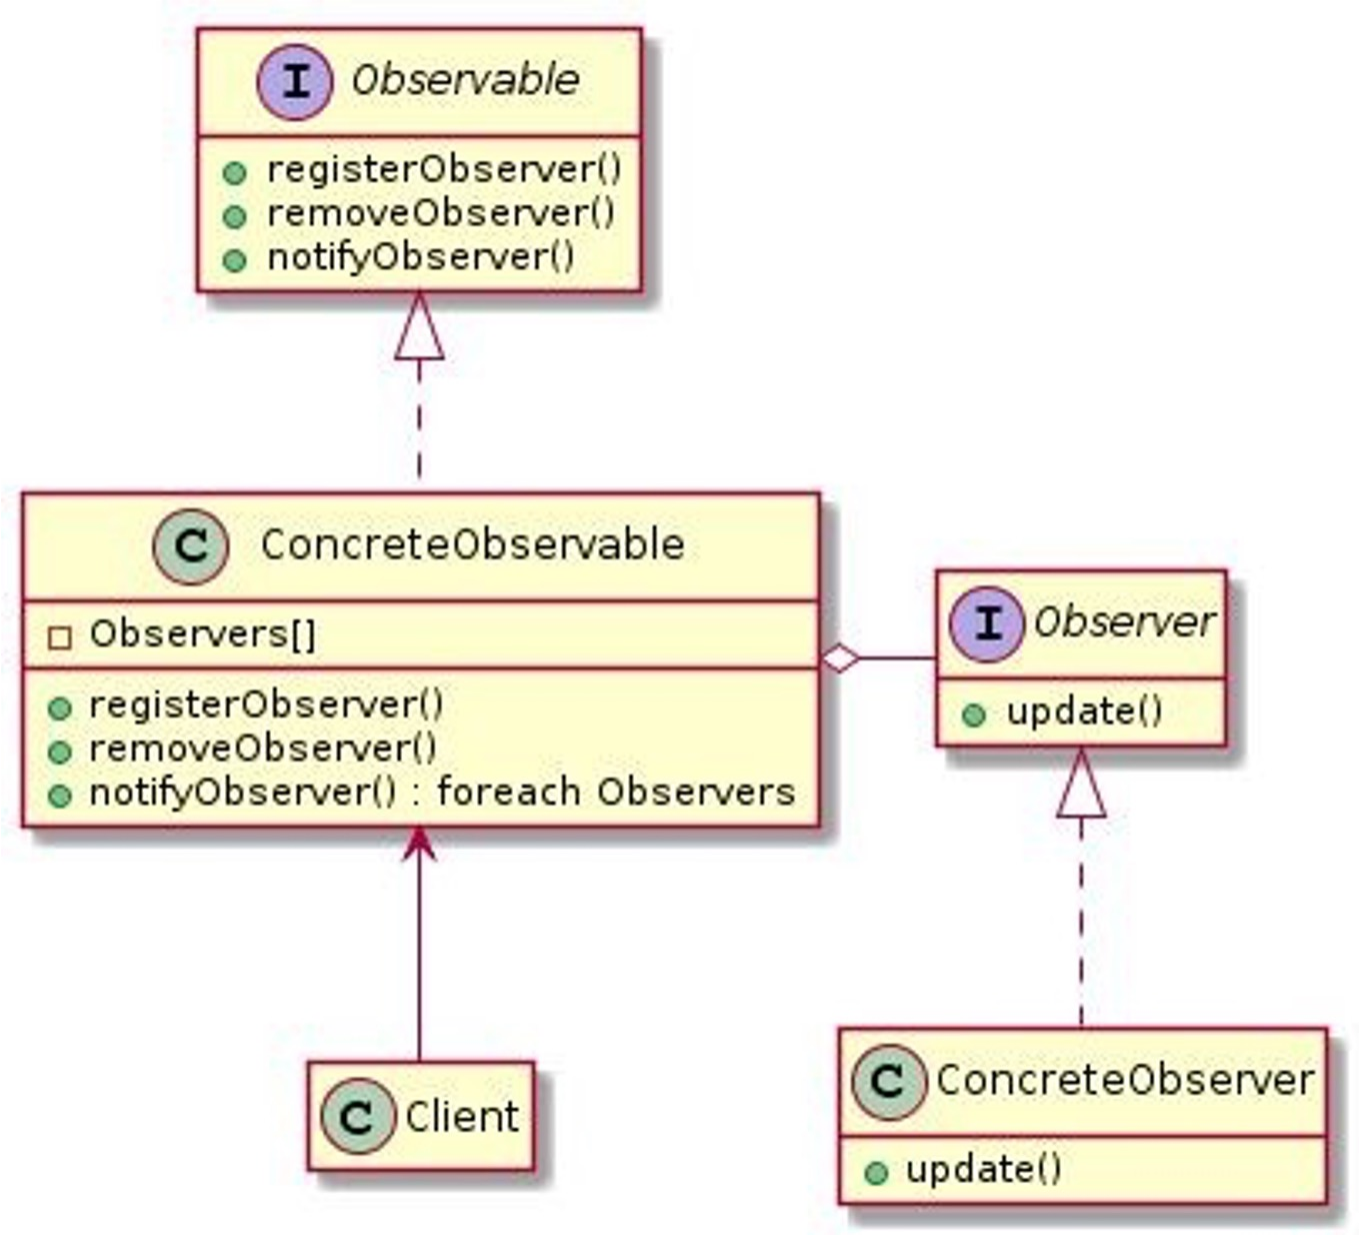 I Observable
registerObserver()
removeObserver()
notifyObserver()
C ConcreteObservable
Observers[]
registerObserver()
removeObserver()
notifyObserver() : foreach Observers
I Observer
update()
C Client
C ConcreteObserver
update()